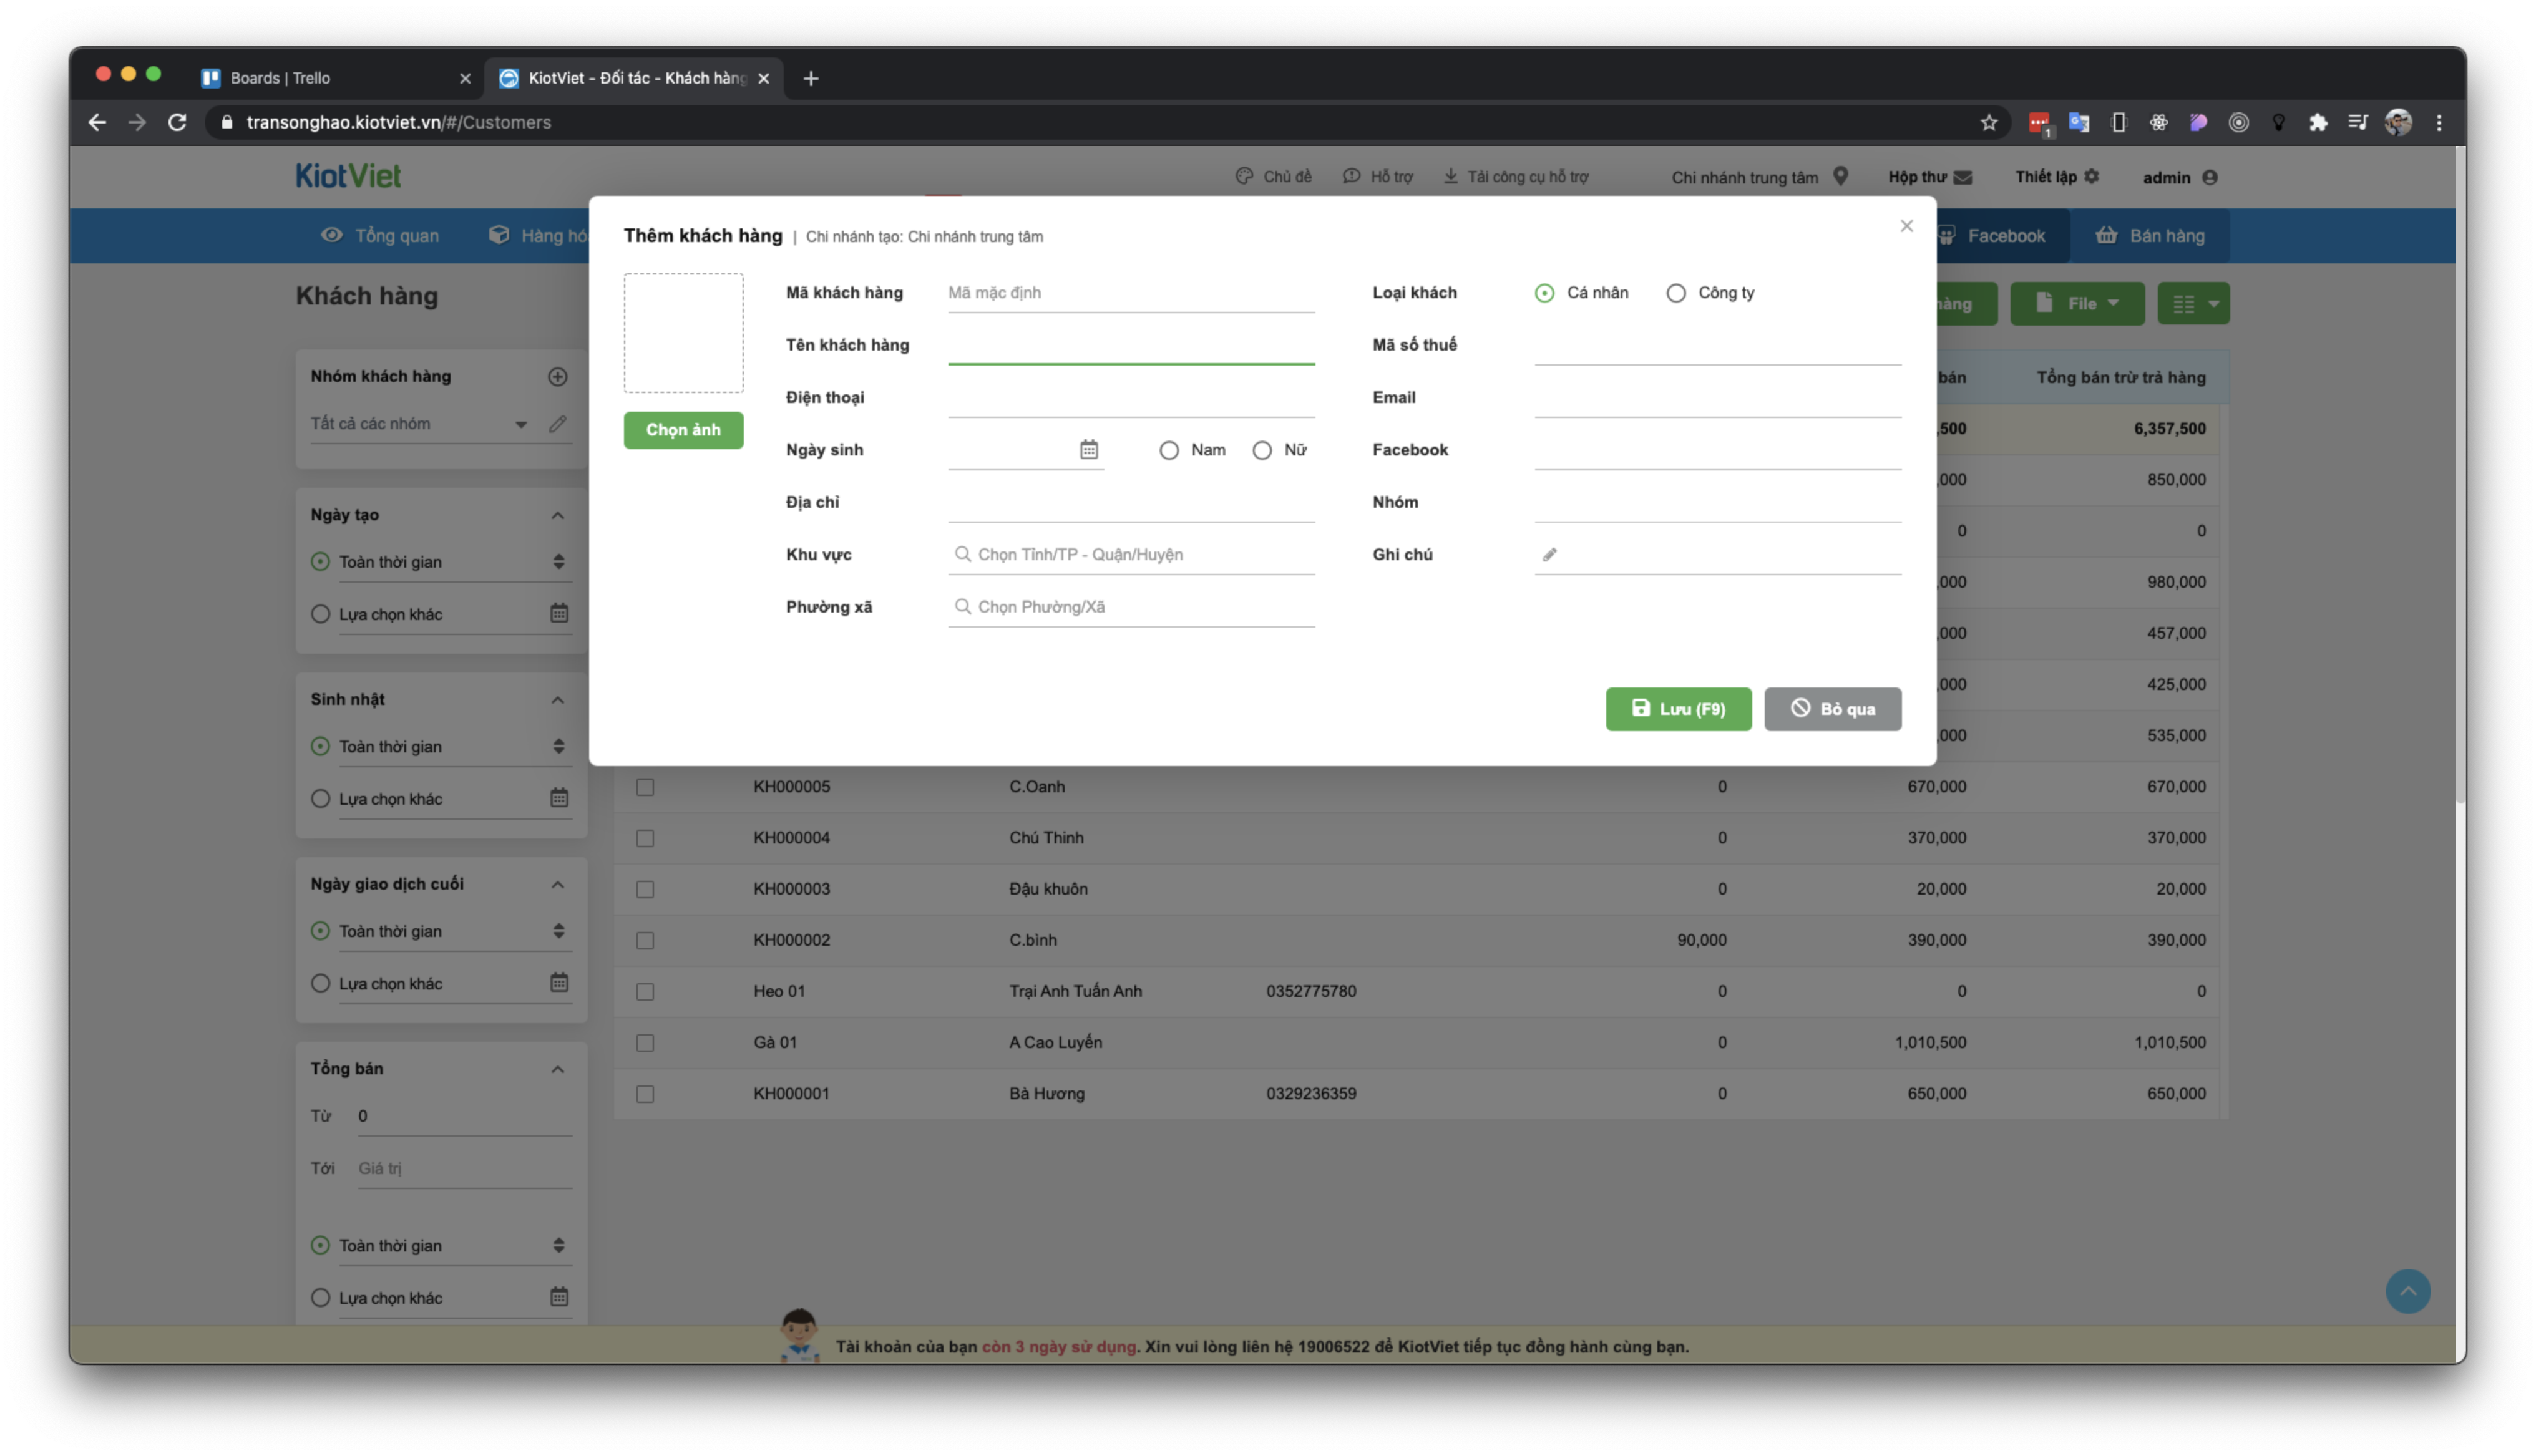 Boards | Trello
KiotViet - Đối tác - Khách hàng
transonghao.kiotviet.vn/#/Customers
1
KiotViet
Chủ đề
Hỗ trợ
Tải công cụ hỗ trợ
Chi nhánh trung tâm
Hộp thư
Thiết lập
admin
Tổng quan
Hàng hó
Facebook
Bán hàng
Khách hàng
hàng
File
Thêm khách hàng | Chi nhánh tạo: Chi nhánh trung tâm
Chọn ảnh
Mã khách hàng
Mã mặc định
Tên khách hàng
Điện thoại
Ngày sinh
Nam
Nữ
Địa chỉ
Khu vực
Chọn Tỉnh/TP - Quận/Huyện
Phường xã
Chọn Phường/Xã
Loại khách
Cá nhân
Công ty
Mã số thuế
Email
Facebook
Nhóm
Ghi chú
Lưu (F9)
Bỏ qua
Nhóm khách hàng
Tất cả các nhóm
Ngày tạo
Toàn thời gian
Lựa chọn khác
Sinh nhật
Toàn thời gian
Lựa chọn khác
Ngày giao dịch cuối
Toàn thời gian
Lựa chọn khác
Tổng bán
Từ 0
Tới Giá trị
Toàn thời gian
Lựa chọn khác
bán Tổng bán trừ trả hàng
,500 6,357,500
,000 850,000
0 0
,000 980,000
,000 457,000
,000 425,000
,000 535,000
KH000005 C.Oanh 0 670,000 670,000
KH000004 Chú Thinh 0 370,000 370,000
KH000003 Đậu khuôn 0 20,000 20,000
KH000002 C.bình 90,000 390,000 390,000
Heo 01 Trại Anh Tuấn Anh 0352775780 0 0 0
Gà 01 A Cao Luyến 0 1,010,500 1,010,500
KH000001 Bà Hương 0329236359 0 650,000 650,000
Tài khoản của bạn còn 3 ngày sử dụng. Xin vui lòng liên hệ 19006522 để KiotViet tiếp tục đồng hành cùng bạn.